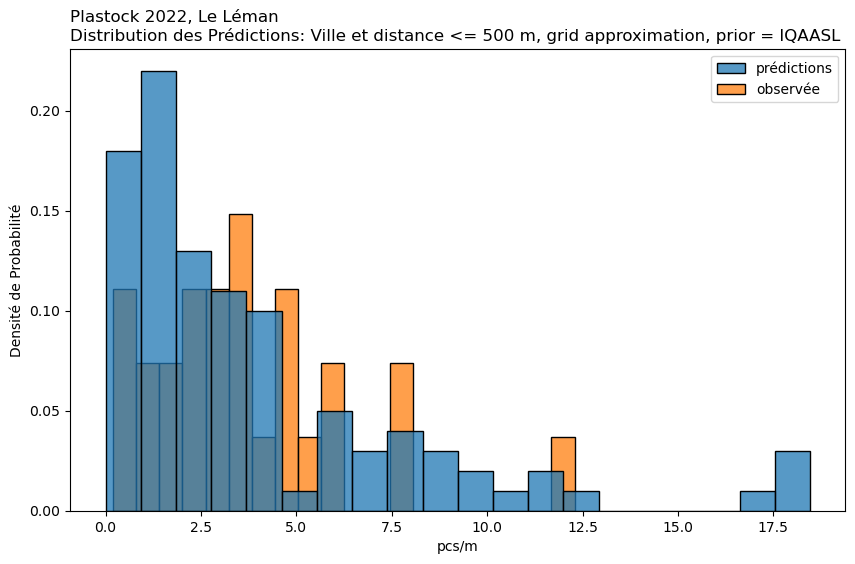 Plastock 2022, Le Léman
Distribution des Prédictions: Ville et distance <= 500 m, grid approximation, prior = IQAASL
prédictions
observée
Densité de Probabilité
0.20
0.15
0.10
0.05
0.00
0.0 2.5 5.0 7.5 10.0 12.5 15.0 17.5
pcs/m